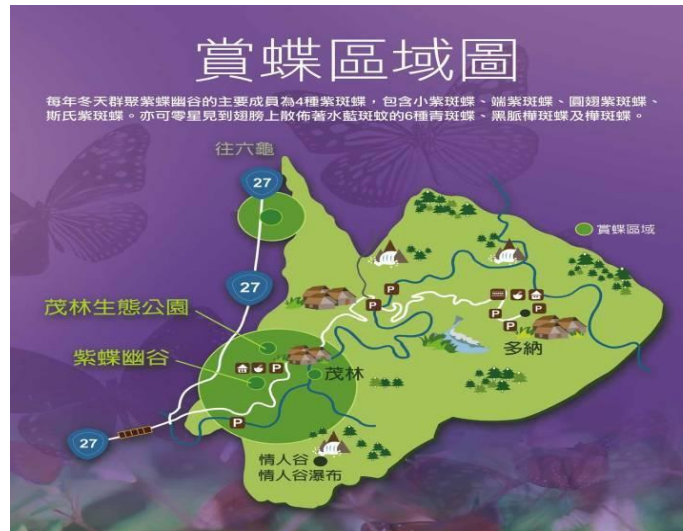 賞蝶區域圖
每年冬天群聚紫蝶幽谷的主要成員為4種紫斑蝶，包含小紫斑蝶、端紫斑蝶、圓翅紫斑蝶、
斯氏紫斑蝶。亦可零星見到翅膀上散佈著水藍斑蚊的6種青斑蝶、黑脈樺斑蝶及樺斑蝶。
往六龜
27
賞蝶區域
27
茂林生態公園
P
P
P
P
多納
紫蝶幽谷
P
茂林
P
27
情人谷
情人谷瀑布